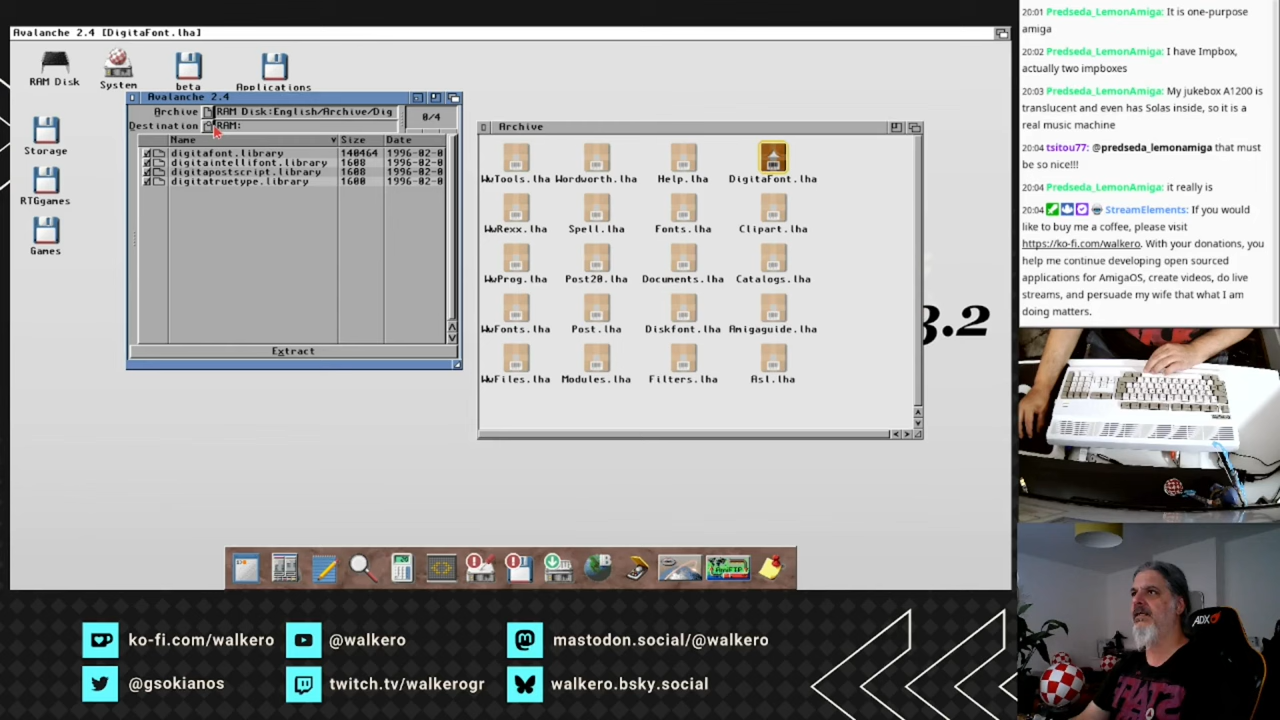 Avalanche 2.4 [DigitaFont.lha]
RAM Disk
System
beta
Applications
Storage
RTGgames
Games
Avalanche 2.4
Archive RAM Disk:English/Archive/Dig
0/4
Destination RAM:
Name Size Date
digitafont.library 140464 1996-02-0
digitaintellifont.library 1608 1996-02-0
digitapostscript.library 1608 1996-02-0
digitatruetype.library 1600 1996-02-0
Extract
Archive
WwTools.lha Wordworth.lha Help.lha DigitaFont.lha
WwRexx.lha Spell.lha Fonts.lha Clipart.lha
WwProg.lha Post20.lha Documents.lha Catalogs.lha
WwFonts.lha Post.lha Diskfont.lha Amigaguide.lha
WwFiles.lha Modules.lha Filters.lha Asl.lha
3.2
20:01 Predseda_LemonAmiga: It is one-purpose
amiga
20:02 Predseda_LemonAmiga: I have Impbox,
actually two impboxes
20:03 Predseda_LemonAmiga: My jukebox A1200 is
translucent and even has Solas inside, so it is a
real music machine
20:04 tsitou77: @predseda_lemonamiga that must
be so nice!!!
20:04 Predseda_LemonAmiga: it really is
20:04 StreamElements: If you would
like to buy me a coffee, please visit
https://ko-fi.com/walkero. With your donations, you
help me continue developing open sourced
applications for AmigaOS, create videos, do live
streams, and persuade my wife that what I am
doing matters.
ADX
ko-fi.com/walkero
@walkero
mastodon.social/@walkero
@gsokianos
twitch.tv/walkerogr
walkero.bsky.social